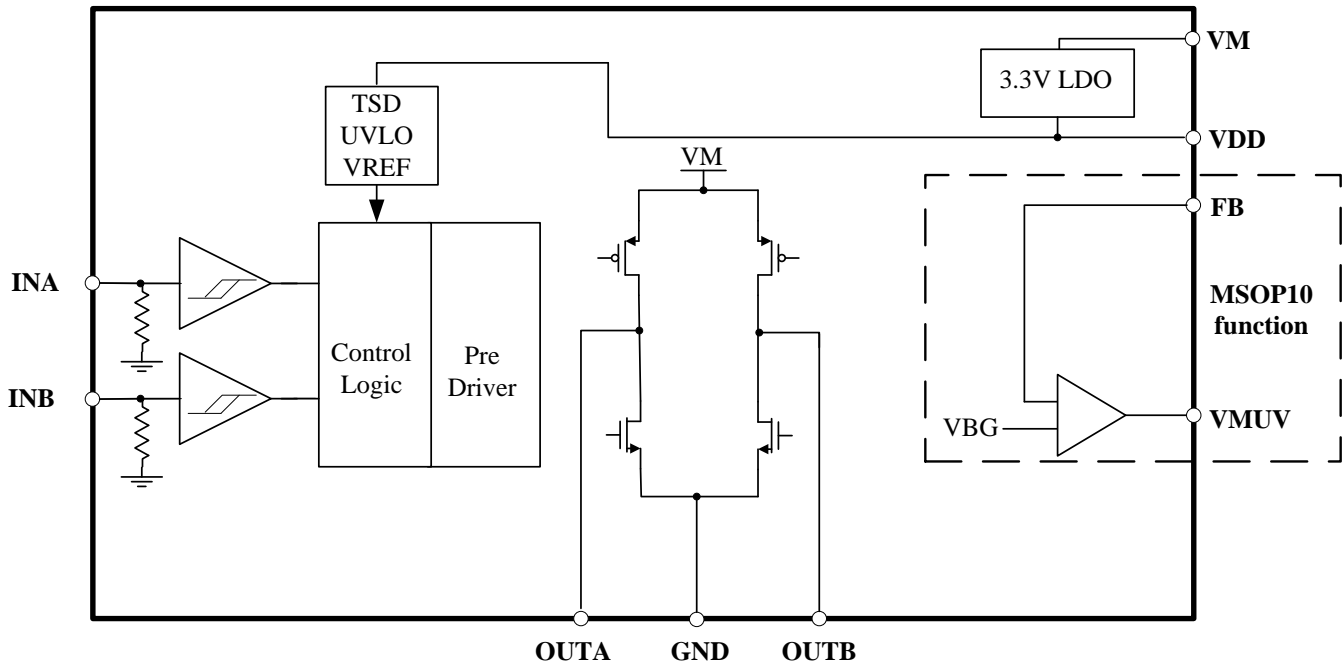 VM
3.3V LDO
TSD
UVLO
VREF
VDD
VM
FB
INA
MSOP10
function
Control
Logic
Pre
Driver
INB
VBG
VMUV
OUTA
GND
OUTB